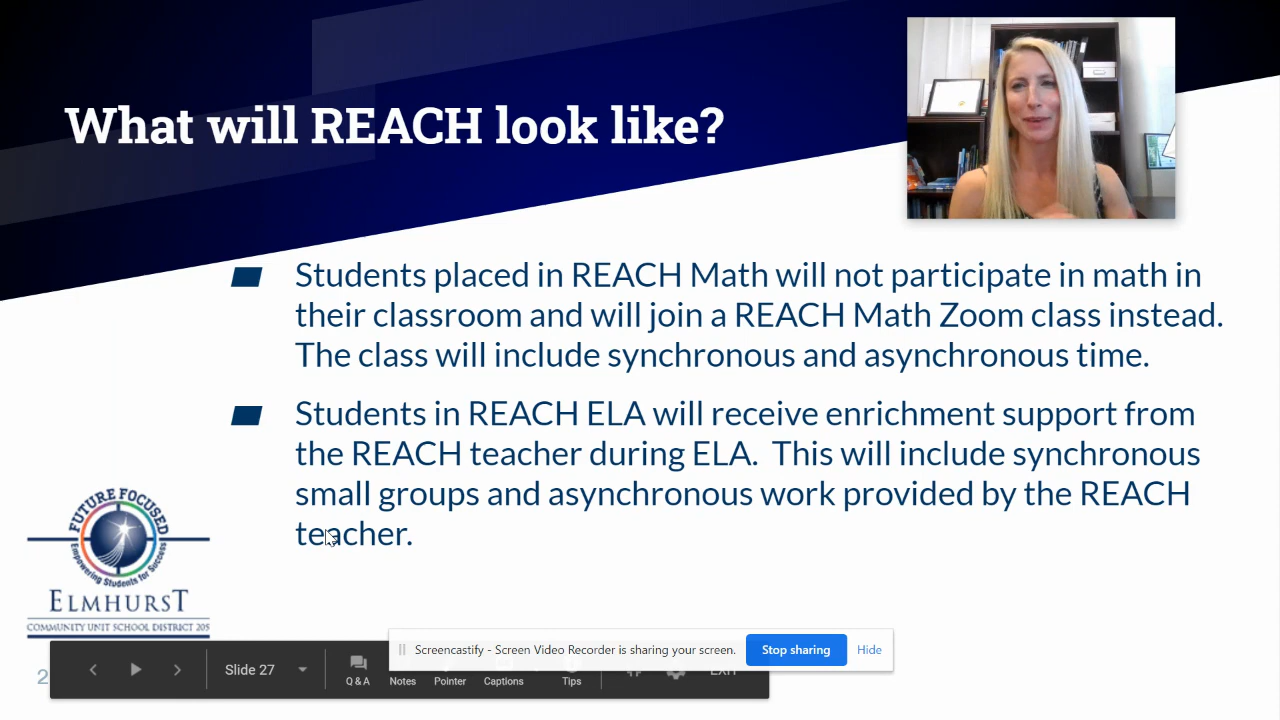 What will REACH look like?
Students placed in REACH Math will not participate in math in
their classroom and will join a REACH Math Zoom class instead.
The class will include synchronous and asynchronous time.
Students in REACH ELA will receive enrichment support from
the REACH teacher during ELA.  This will include synchronous
small groups and asynchronous work provided by the REACH
teacher.
FUTURE FOCUSED
Empowering Students for Success
ELMHURST
COMMUNITY UNIT SCHOOL DISTRICT 205
Screencastify - Screen Video Recorder is sharing your screen.
Stop sharing
Hide
2
Slide 27
Q & A
Notes
Pointer
Captions
Tips
EXIT